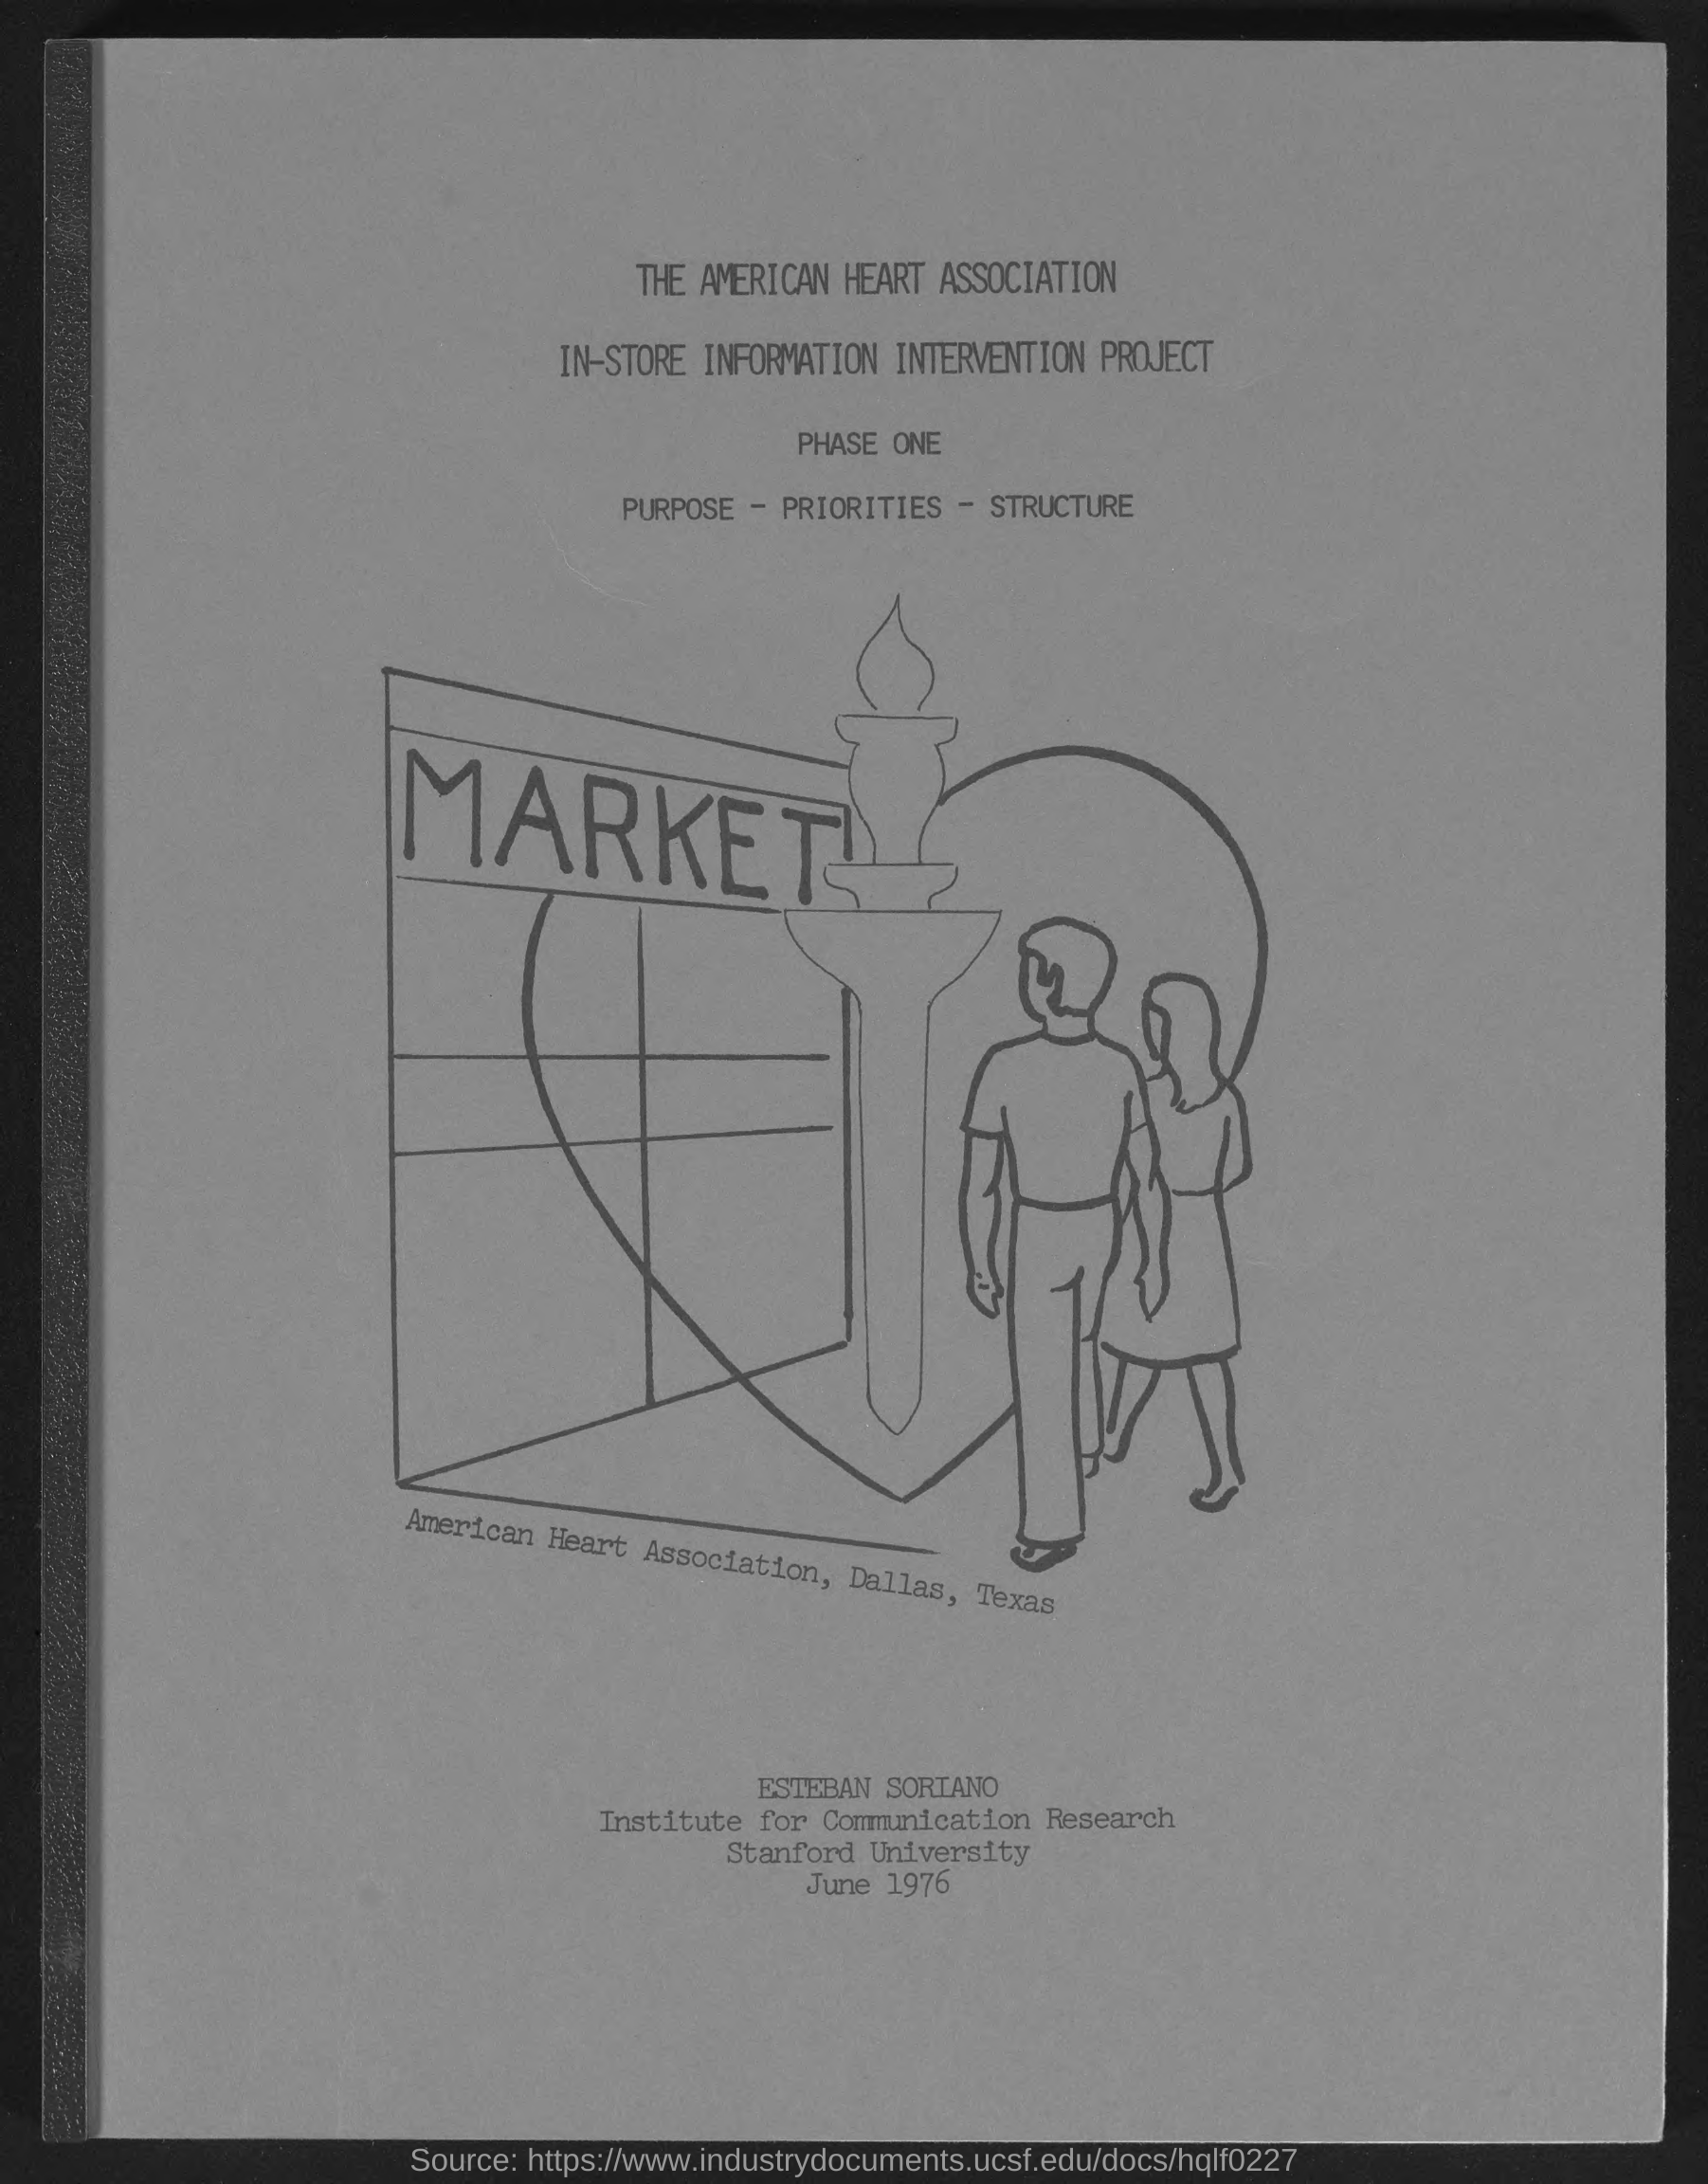 THE AMERICAN HEART ASSOCIATION
IN-STORE INFORMATION INTERVENTION PROJECT
PHASE ONE
PURPOSE - PRIORITIES - STRUCTURE
MARKET
American Heart Association, Dallas, Texas
ESTEBAN SORIANO
Institute for Communication Research
Stanford University
June 1976
Source: https://www.industrydocuments.ucsf.edu/docs/hqlf0227